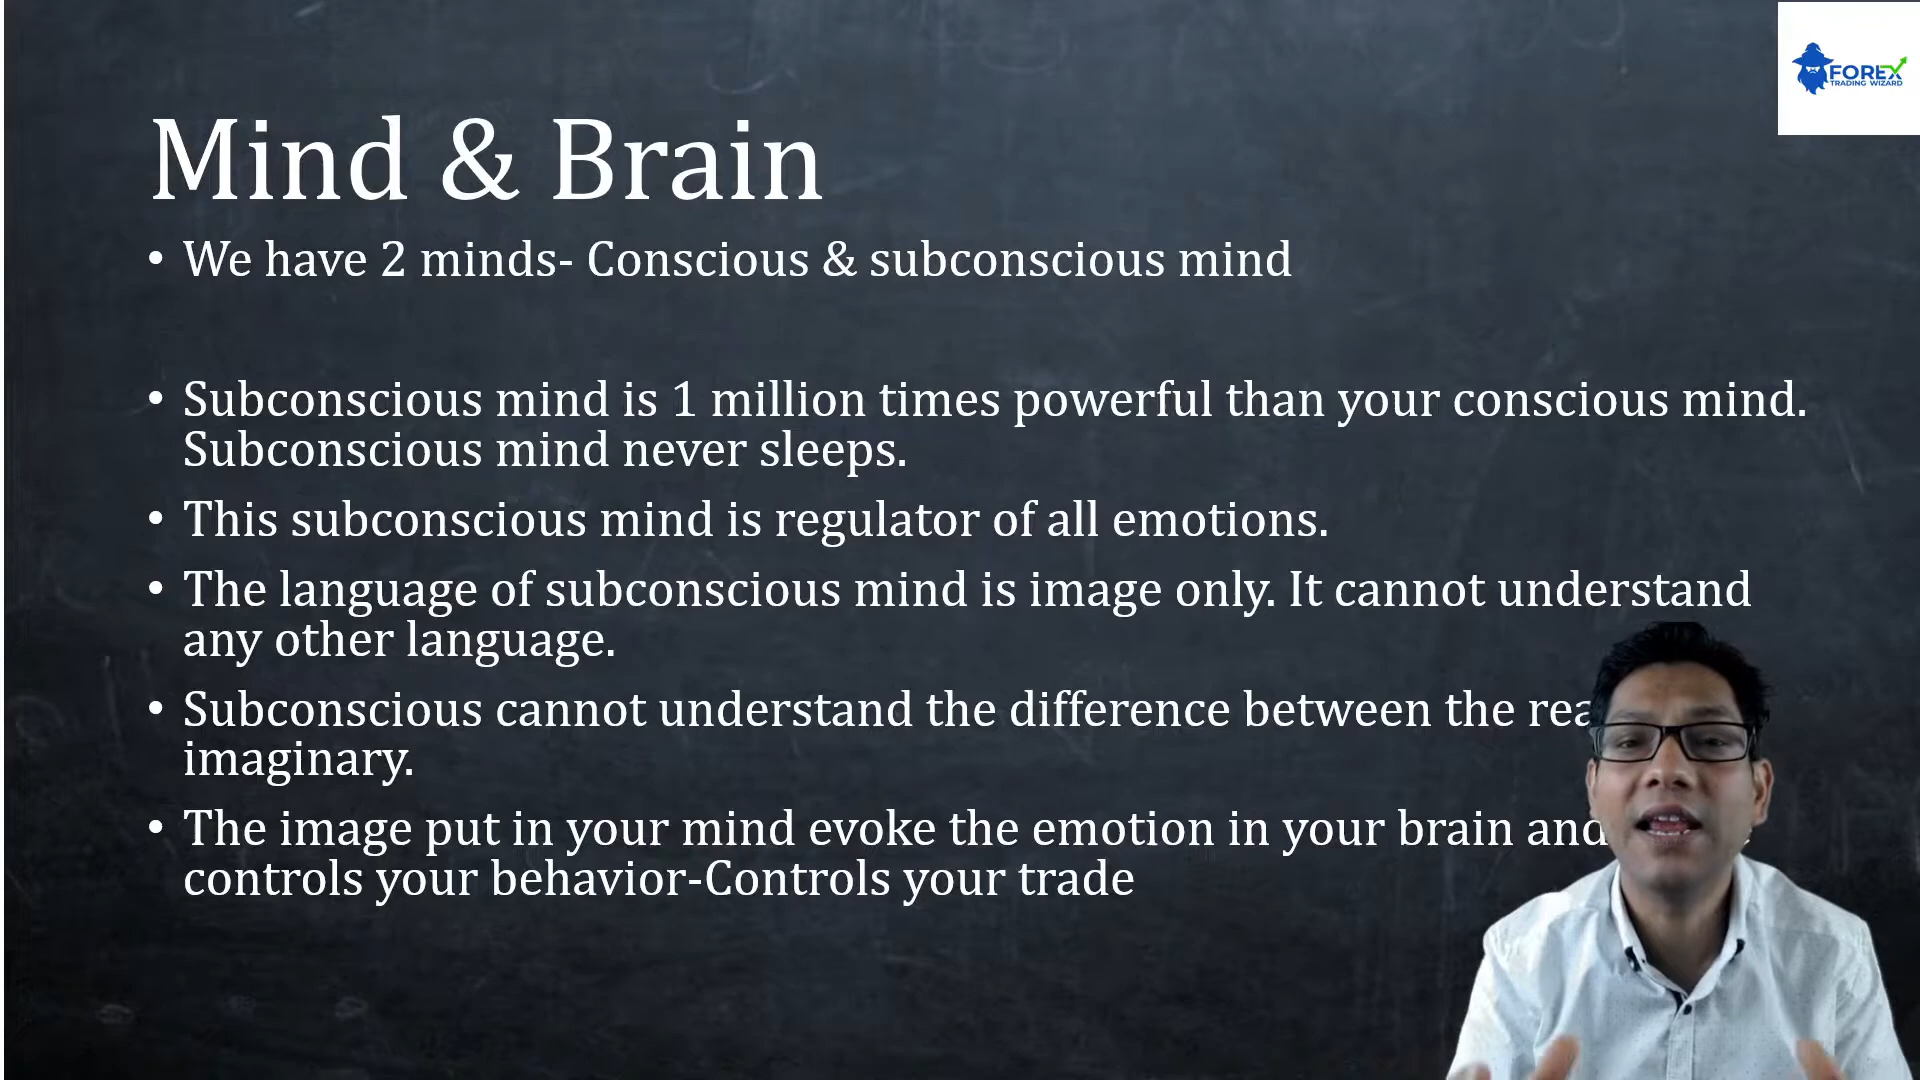 FOREX
TRADING WIZARD
Mind & Brain
• We have 2 minds- Conscious & subconscious mind
• Subconscious mind is 1 million times powerful than your conscious mind.
Subconscious mind never sleeps.
• This subconscious mind is regulator of all emotions.
• The language of subconscious mind is image only. It cannot understand
any other language.
• Subconscious cannot understand the difference between the
imaginary.
• The image put in your mind evoke the emotion in your brain and
controls your behavior-Controls your trade